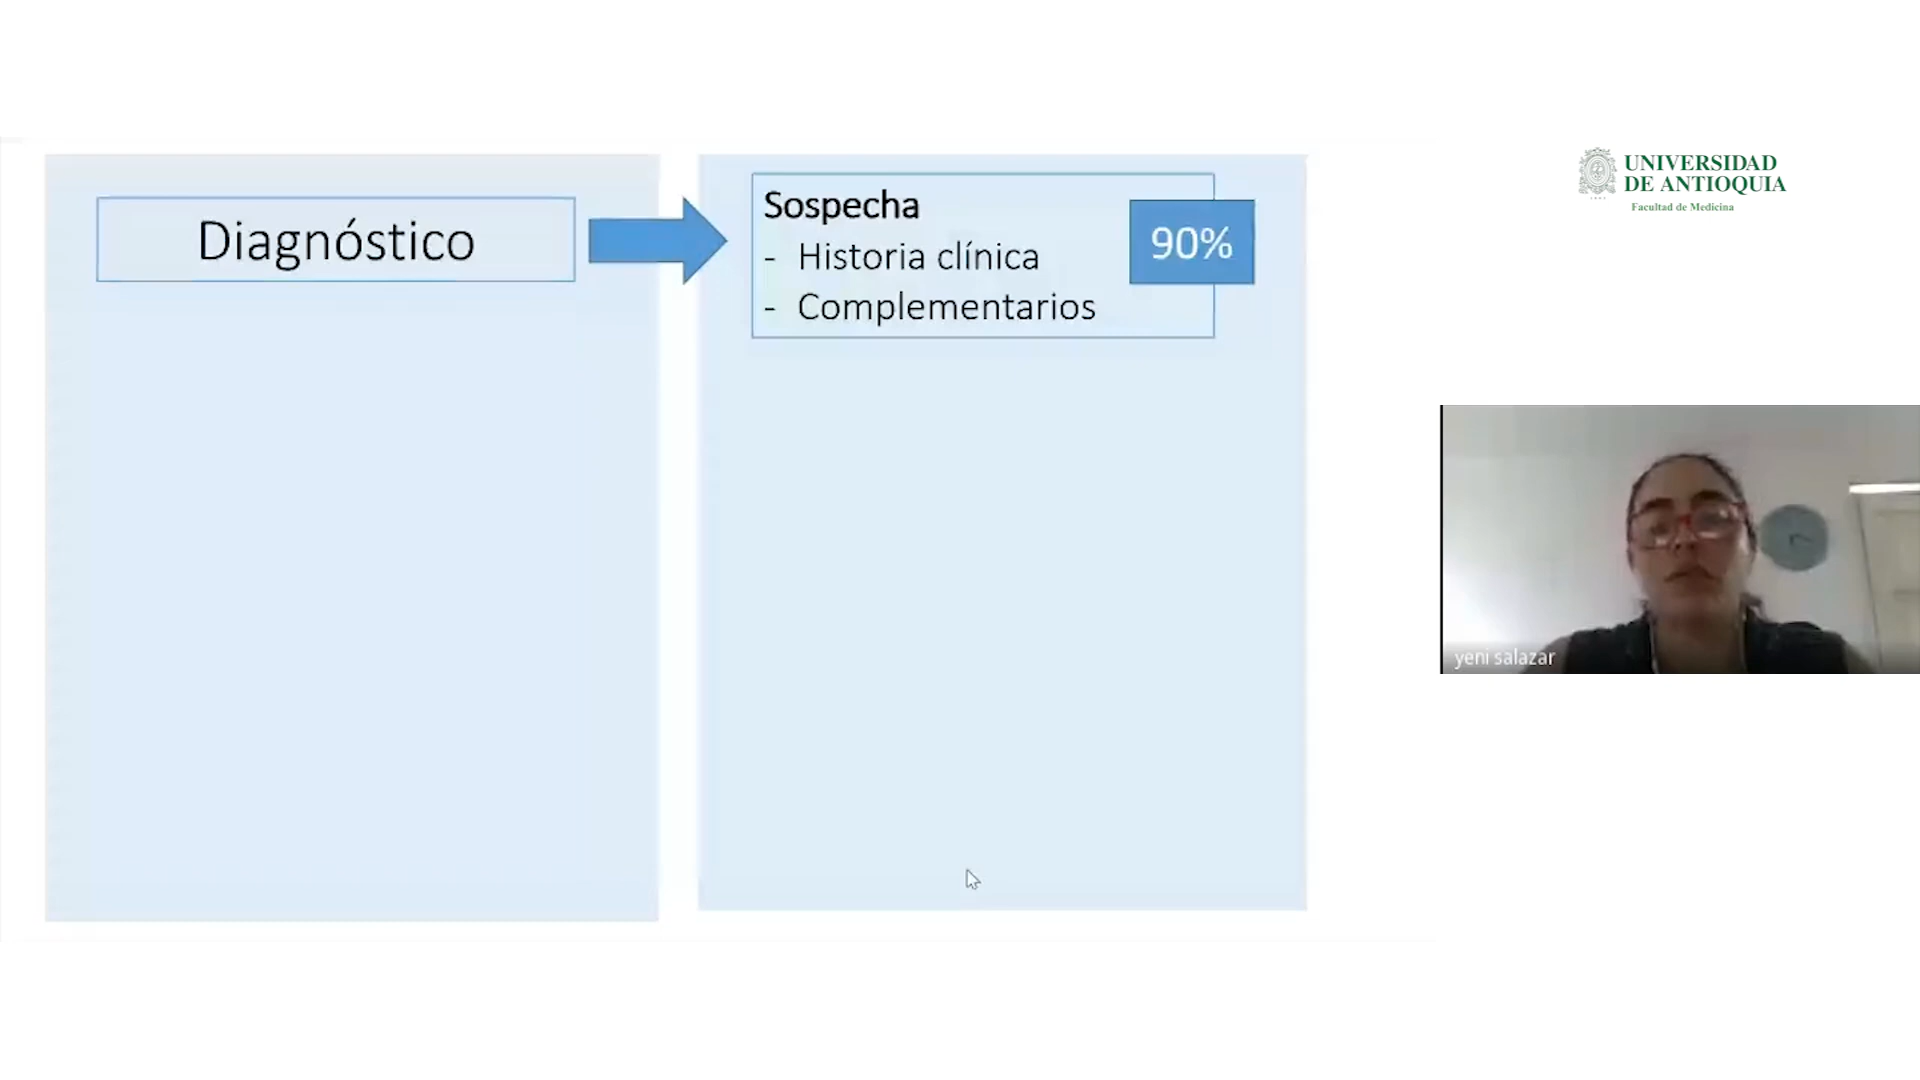 Diagnóstico
Sospecha
- Historia clínica
- Complementarios
90%
UNIVERSIDAD
DE ANTIOQUIA
Facultad de Medicina
yeni salazar